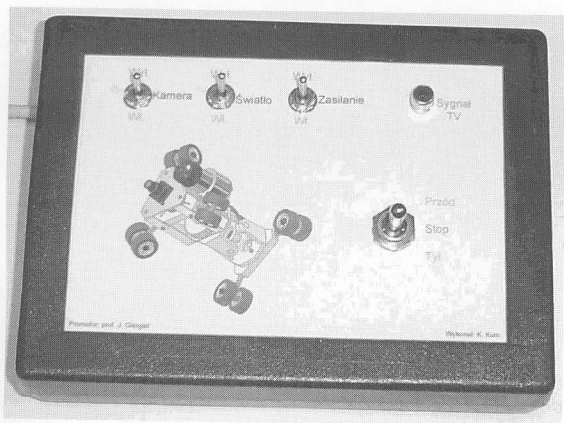 Wył. Wył. Wył.
Kamera Światło Zasilanie
Wł. Wł. Wł.
Sygnał
TV
Przód
Stop
Tył
Promotor: prof. J. Giergiel
Wykonał: K. Kurc